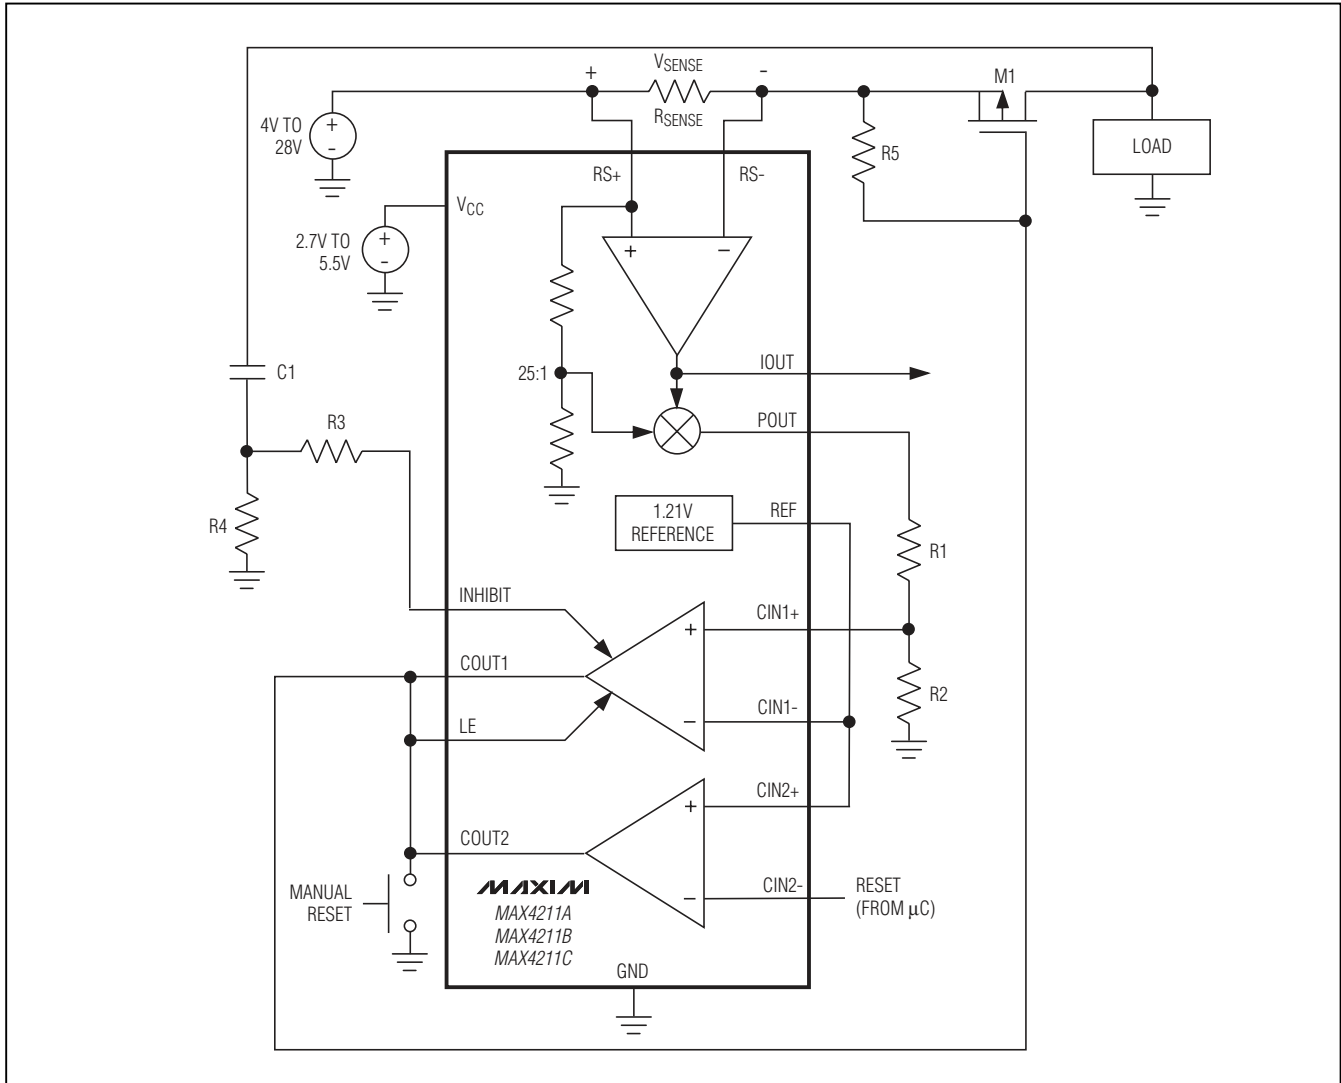 +
VSENSE
-
RSENSE
M1
4V TO
28V
+
-
R5
LOAD
RS+
RS-
VCC
2.7V TO
5.5V
+
-
+
−
C1
25:1
IOUT
R3
POUT
R4
1.21V
REFERENCE
REF
R1
INHIBIT
CIN1+
+
COUT1
R2
CIN1-
−
LE
CIN2+
+
COUT2
MANUAL
RESET
MAXIM
MAX4211A
MAX4211B
MAX4211C
CIN2-
−
RESET
(FROM µC)
GND